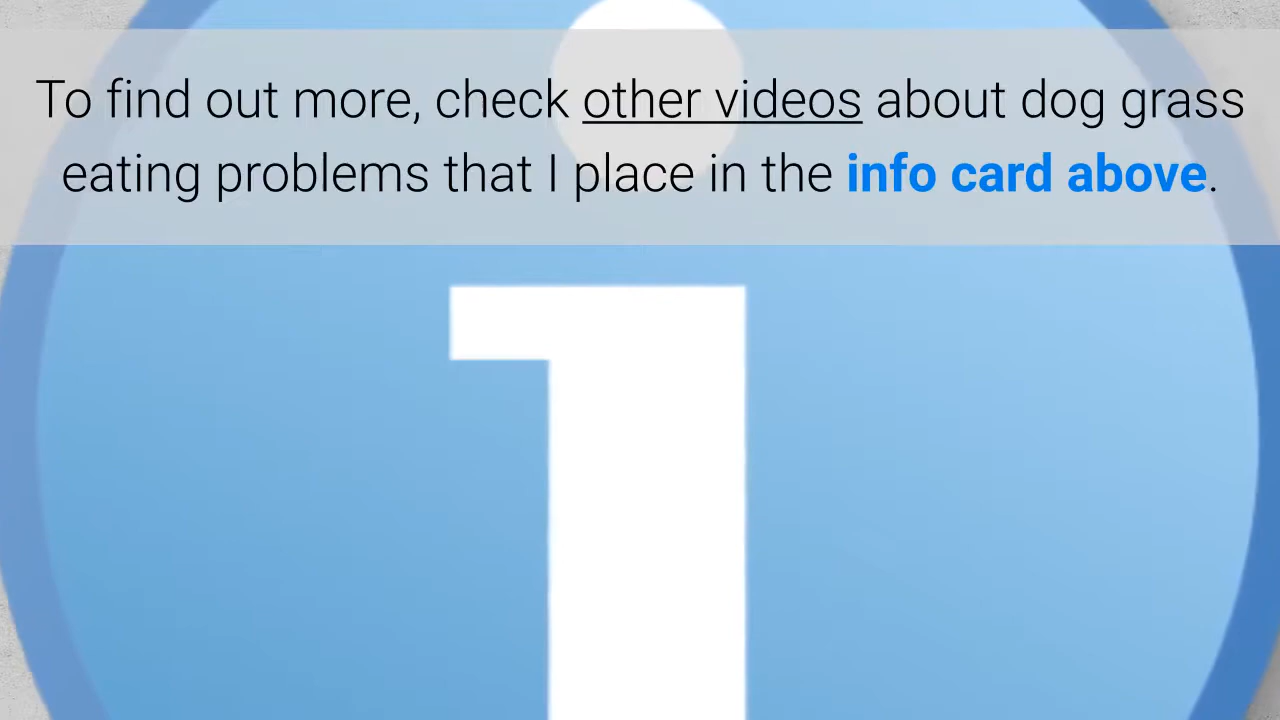 To find out more, check other videos about dog grass
eating problems that I place in the info card above.